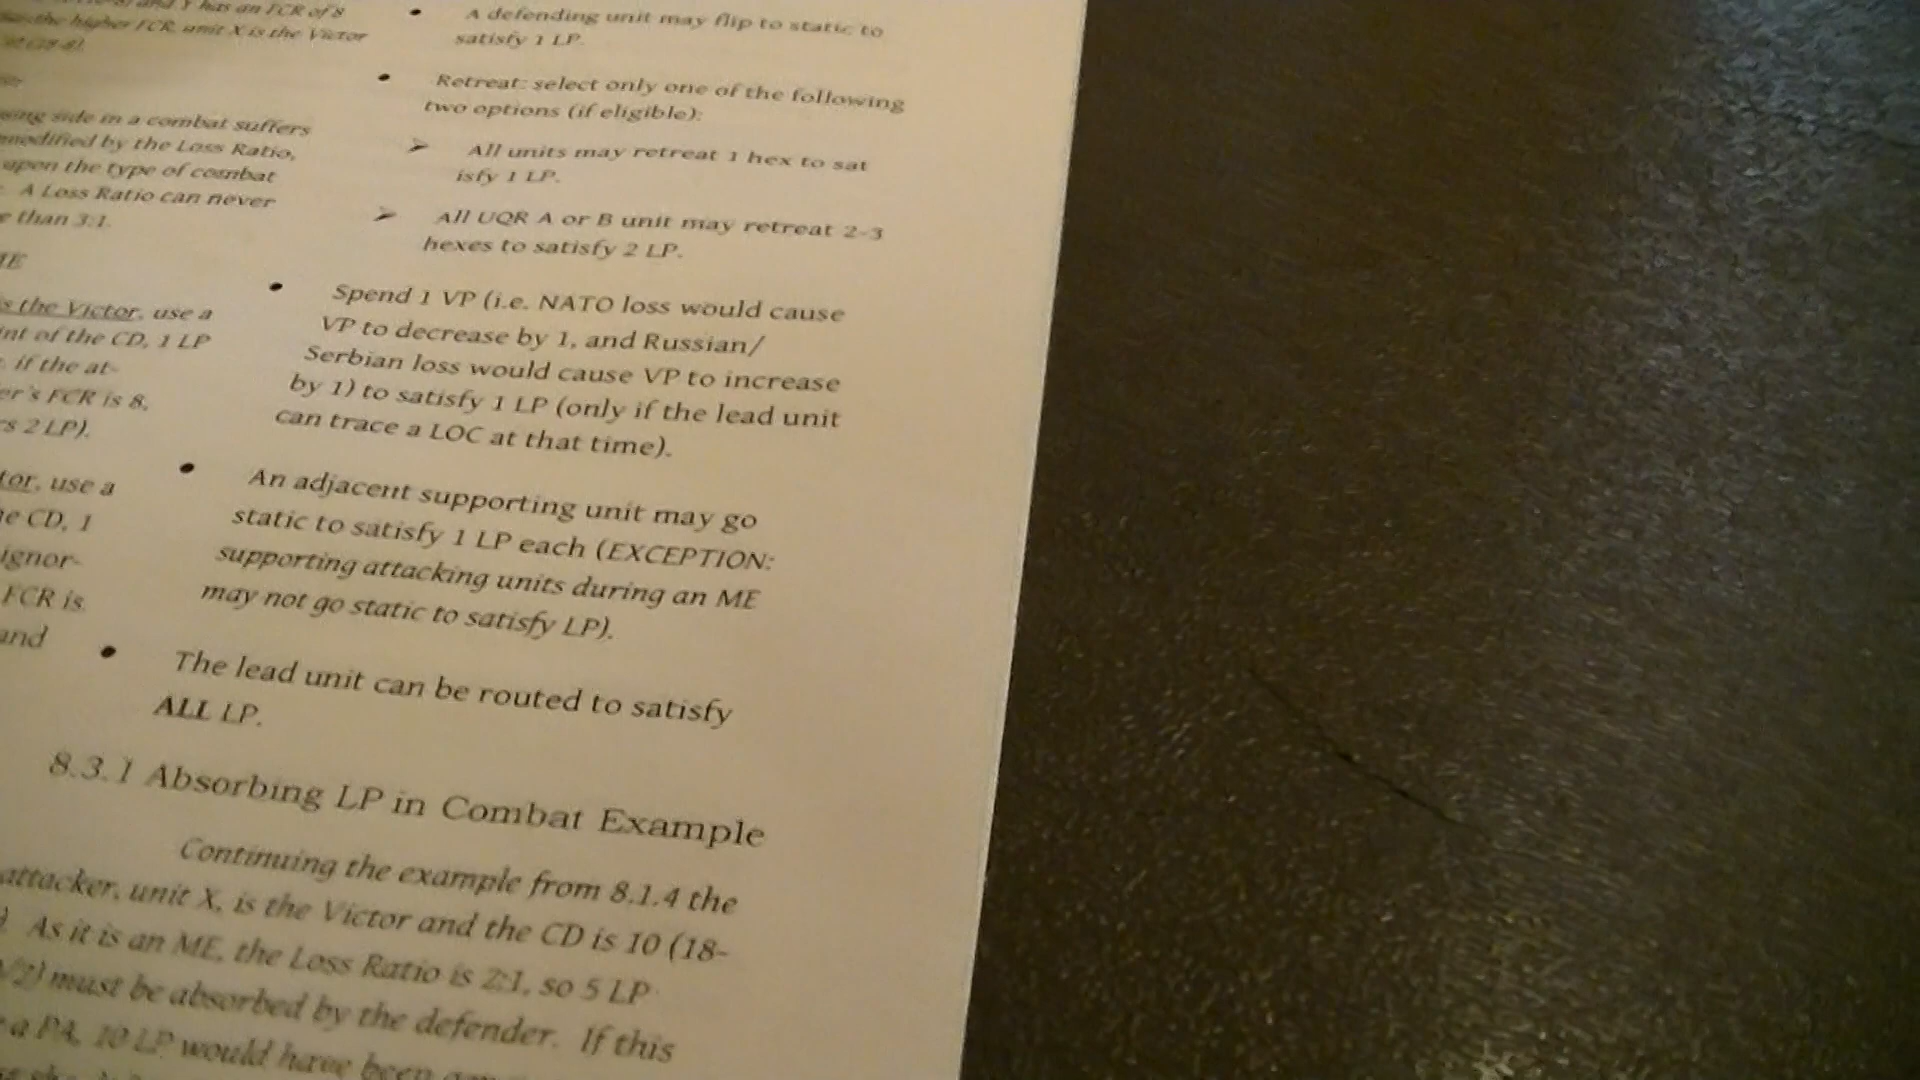 and Y has an FCR of 8
the higher FCR, unit X is the Victor
wing side in a combat suffers
modified by the Loss Ratio,
upon the type of combat
A Loss Ratio can never
than 3:1.
ME
is the Victor, use a
of the CD, 1 LP
if the at-
er's FCR is 8,
2 LP).
tor, use a
CD, 1
ignor-
FCR is
and
• A defending unit may flip to static to
satisfy 1 LP.
• Retreat: select only one of the following
two options (if eligible):
➢ All units may retreat 1 hex to sat
isfy 1 LP.
➢ All UQR A or B unit may retreat 2-3
hexes to satisfy 2 LP.
• Spend 1 VP (i.e. NATO loss would cause
VP to decrease by 1, and Russian/
Serbian loss would cause VP to increase
by 1) to satisfy 1 LP (only if the lead unit
can trace a LOC at that time).
• An adjacent supporting unit may go
static to satisfy 1 LP each (EXCEPTION:
supporting attacking units during an ME
may not go static to satisfy LP).
• The lead unit can be routed to satisfy
ALL LP.
8.3.1 Absorbing LP in Combat Example
Continuing the example from 8.1.4 the
attacker, unit X, is the Victor and the CD is 10 (18-
As it is an ME, the Loss Ratio is 2:1, so 5 LP
must be absorbed by the defender. If this
a PA, 10 LP would have been